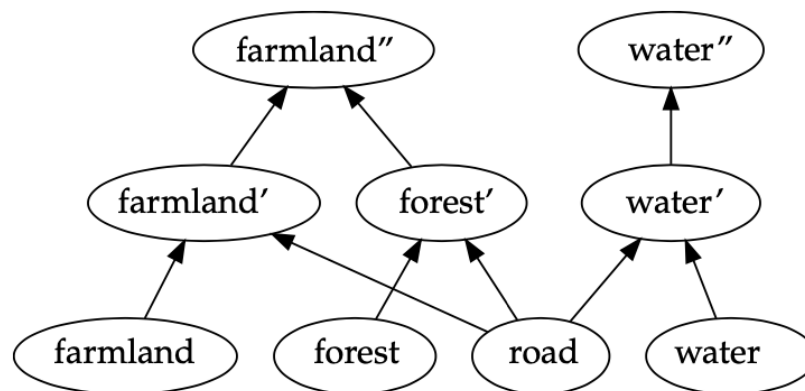 farmland″ water″
farmland′ forest′ water′
farmland forest road water